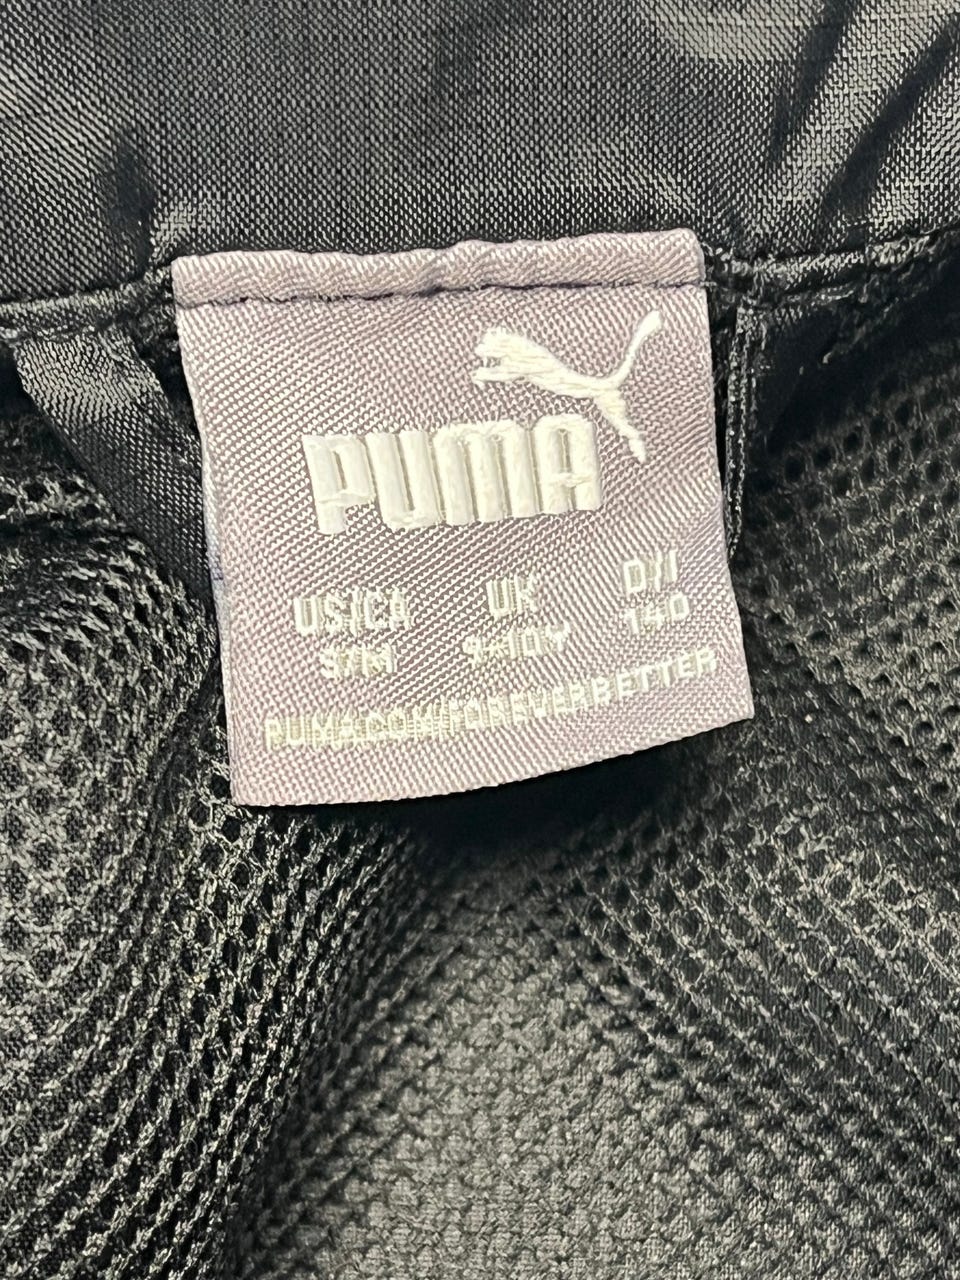 PUMA
US/CA UK D/I
S/M 9-10Y 140
PUMA.COM/FOREVERBETTER